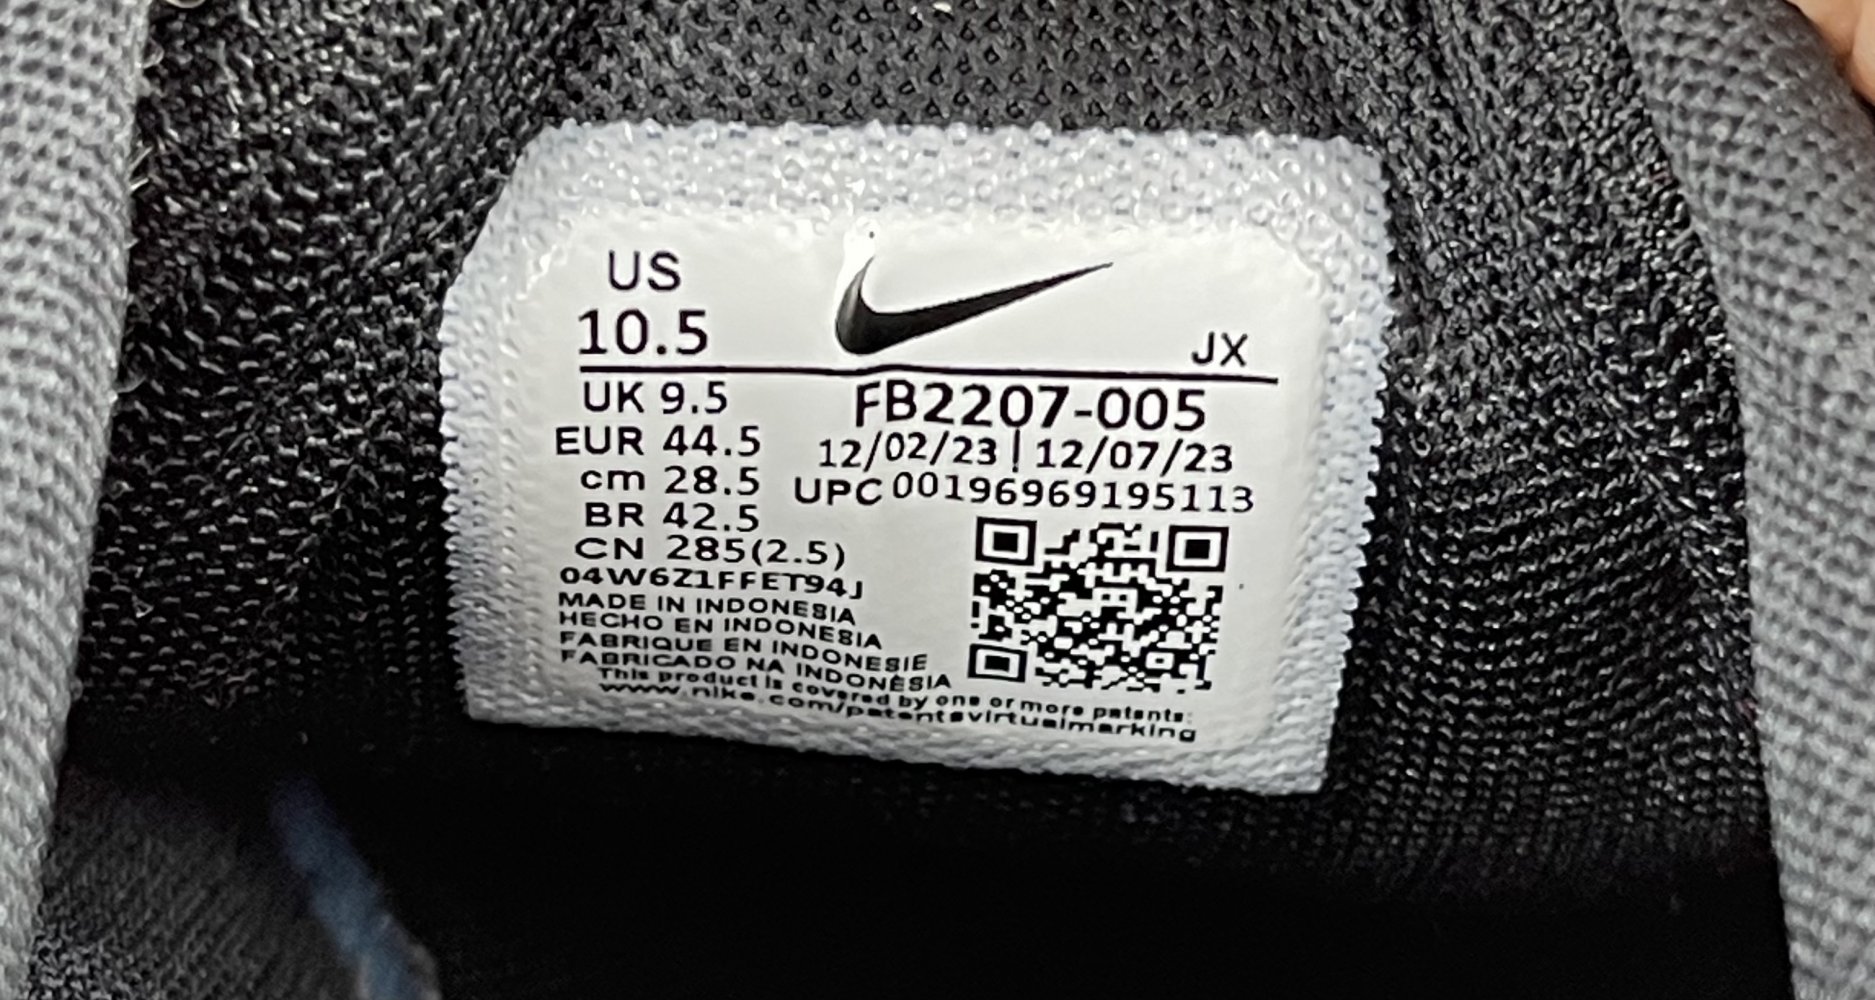 US
10.5
JX
UK 9.5
EUR 44.5
cm 28.5
BR 42.5
CN 285(2.5)
FB2207-005
12/02/23 | 12/07/23
UPC 00196969195113
04W6Z1FFET94J
MADE IN INDONESIA
HECHO EN INDONESIA
FABRIQUE EN INDONESIE
FABRICADO NA INDONÉSIA
This product is covered by one or more patents:
www.nike.com/patentsvirtualmarking